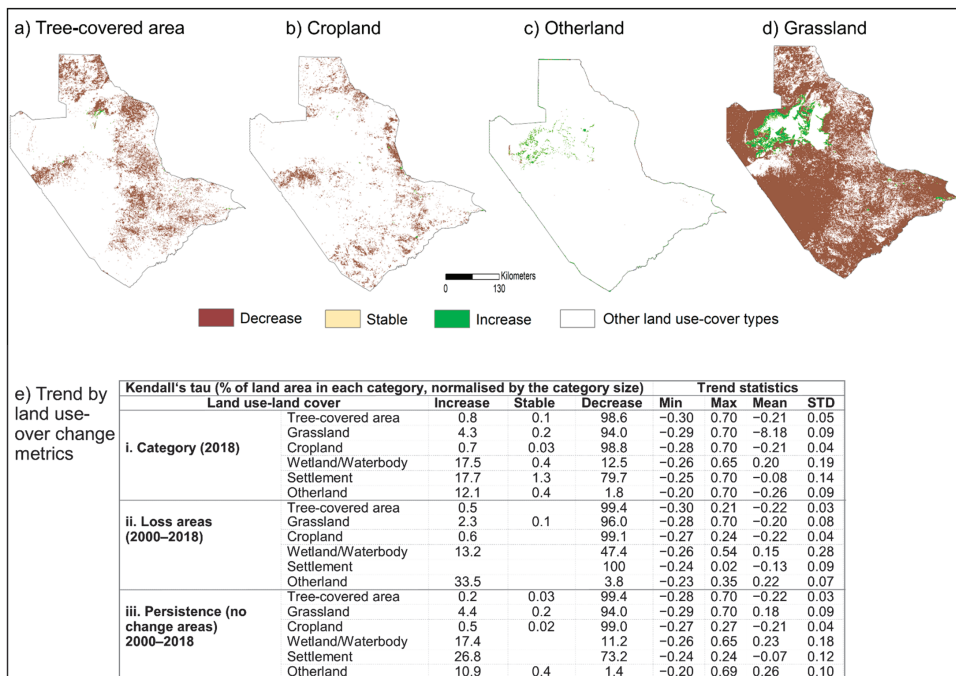 a) Tree-covered area b) Cropland c) Otherland d) Grassland
Kilometers
0 130
Decrease Stable Increase Other land use-cover types
e) Trend by land use-over change metrics
Kendall's tau (% of land area in each category, normalised by the category size) Trend statistics
Land use-land cover Increase Stable Decrease Min Max Mean STD
i. Category (2018)
Tree-covered area 0.8 0.1 98.6 −0.30 0.70 −0.21 0.05
Grassland 4.3 0.2 94.0 −0.29 0.70 −8.18 0.09
Cropland 0.7 0.03 98.8 −0.28 0.70 −0.21 0.04
Wetland/Waterbody 17.5 0.4 12.5 −0.26 0.65 0.20 0.19
Settlement 17.7 1.3 79.7 −0.25 0.70 −0.08 0.14
Otherland 12.1 0.4 1.8 −0.20 0.70 −0.26 0.09
ii. Loss areas (2000–2018)
Tree-covered area 0.5 99.4 −0.30 0.21 −0.22 0.03
Grassland 2.3 0.1 96.0 −0.28 0.70 −0.20 0.08
Cropland 0.6 99.1 −0.27 0.24 −0.22 0.04
Wetland/Waterbody 13.2 47.4 −0.26 0.54 0.15 0.28
Settlement 100 −0.24 0.02 −0.13 0.09
Otherland 33.5 3.8 −0.23 0.35 0.22 0.07
iii. Persistence (no change areas) 2000–2018
Tree-covered area 0.2 0.03 99.4 −0.28 0.70 −0.22 0.03
Grassland 4.4 0.2 94.0 −0.29 0.70 0.18 0.09
Cropland 0.5 0.02 99.0 −0.27 0.27 −0.21 0.04
Wetland/Waterbody 17.4 11.2 −0.26 0.65 0.23 0.18
Settlement 26.8 73.2 −0.24 0.24 −0.07 0.12
Otherland 10.9 0.4 1.4 −0.20 0.69 0.26 0.10